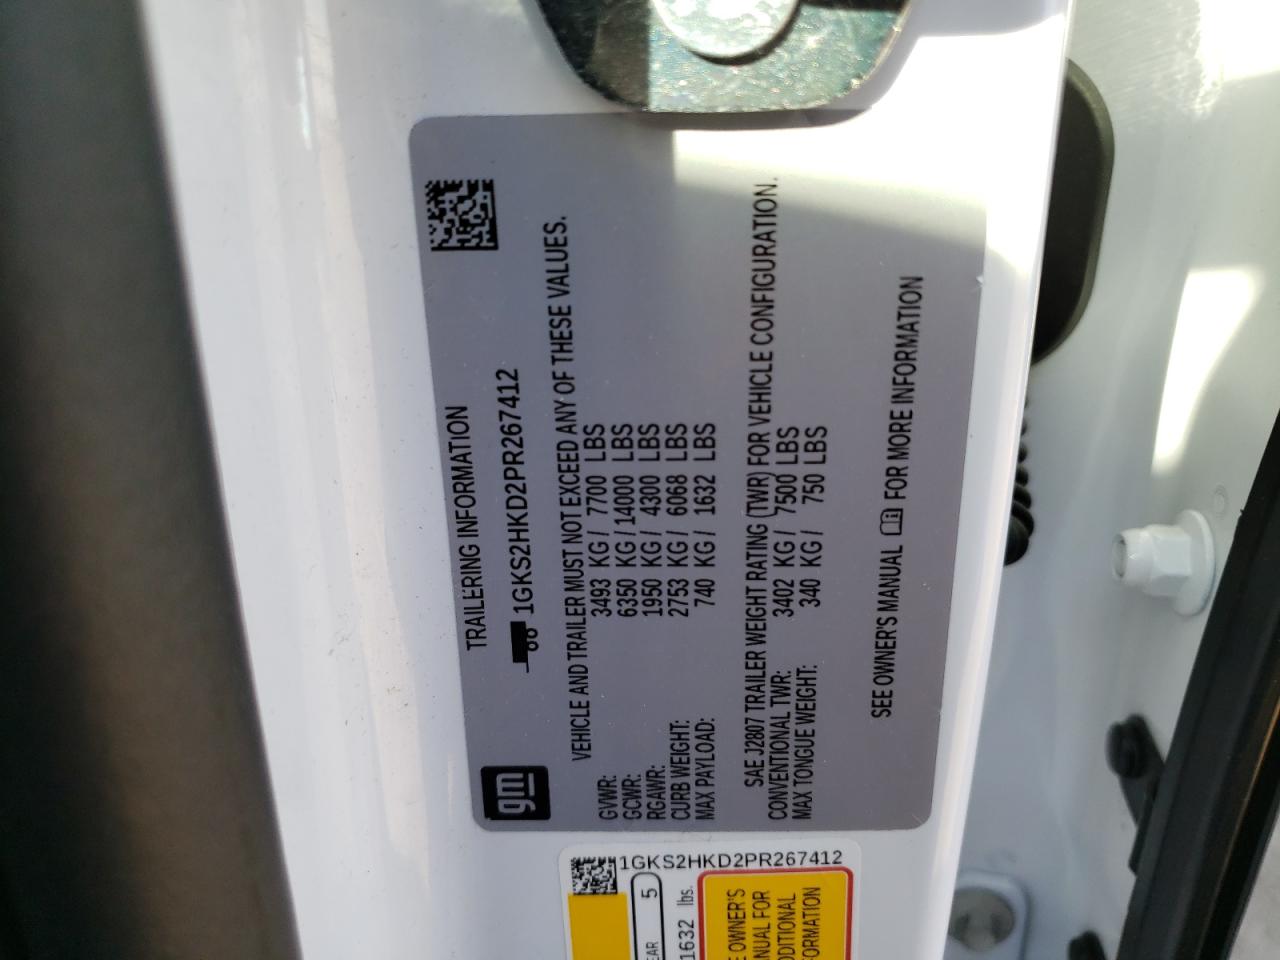 gm
TRAILERING INFORMATION
1GKS2HKD2PR267412
VEHICLE AND TRAILER MUST NOT EXCEED ANY OF THESE VALUES.
GVWR: 3493 KG / 7700 LBS
GCWR: 6350 KG / 14000 LBS
RGAWR: 1950 KG / 4300 LBS
CURB WEIGHT: 2753 KG / 6068 LBS
MAX PAYLOAD: 740 KG / 1632 LBS
SAE J2807 TRAILER WEIGHT RATING (TWR) FOR VEHICLE CONFIGURATION.
CONVENTIONAL TWR: 3402 KG / 7500 LBS
MAX TONGUE WEIGHT: 340 KG / 750 LBS
SEE OWNER'S MANUAL FOR MORE INFORMATION
1GKS2HKD2PR267412
5
1632 lbs.
OWNER'S
FOR